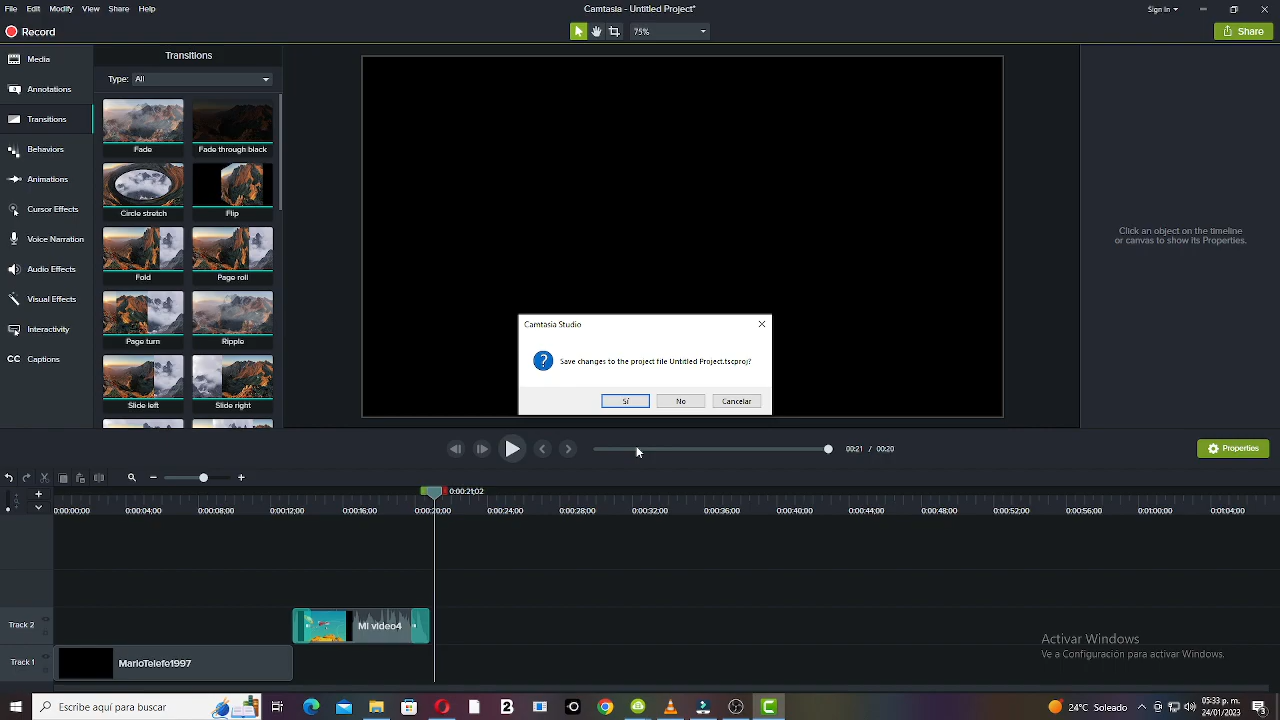 File Edit Modify View Share Help
Camtasia - Untitled Project*
Sign In
Record
75%
Share
Media
Annotations
Transitions
Behaviors
Animations
Cursor Effects
Voice Narration
Audio Effects
Visual Effects
Interactivity
CC Captions
Transitions
Type: All
Fade
Fade through black
Circle stretch
Flip
Fold
Page roll
Page turn
Ripple
Slide left
Slide right
Click an object on the timeline
or canvas to show its Properties.
Camtasia Studio
? Save changes to the project file Untitled Project.tscproj?
Sí
No
Cancelar
00:21 / 00:20
Properties
0:00:21;02
0:00:00;00 0:00:04;00 0:00:08;00 0:00:12;00 0:00:16;00 0:00:20;00 0:00:24;00 0:00:28;00 0:00:32;00 0:00:36;00 0:00:40;00 0:00:44;00 0:00:48;00 0:00:52;00 0:00:56;00 0:01:00;00 0:01:04;00
Track 2
Mi video4
Track 1
MarioTelefe1997
Activar Windows
Ve a Configuración para activar Windows.
Escribe aquí para buscar
24°C Soleado
05:33 p. m.
24/01/2023